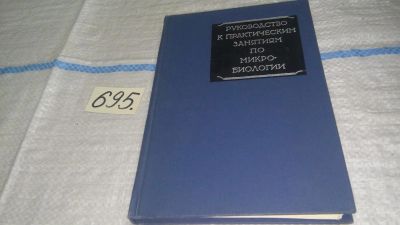 695.
РУКОВОДСТВО
К ПРАКТИЧЕСКИМ
ЗАНЯТИЯМ
ПО
МИКРО-
БИОЛОГИИ